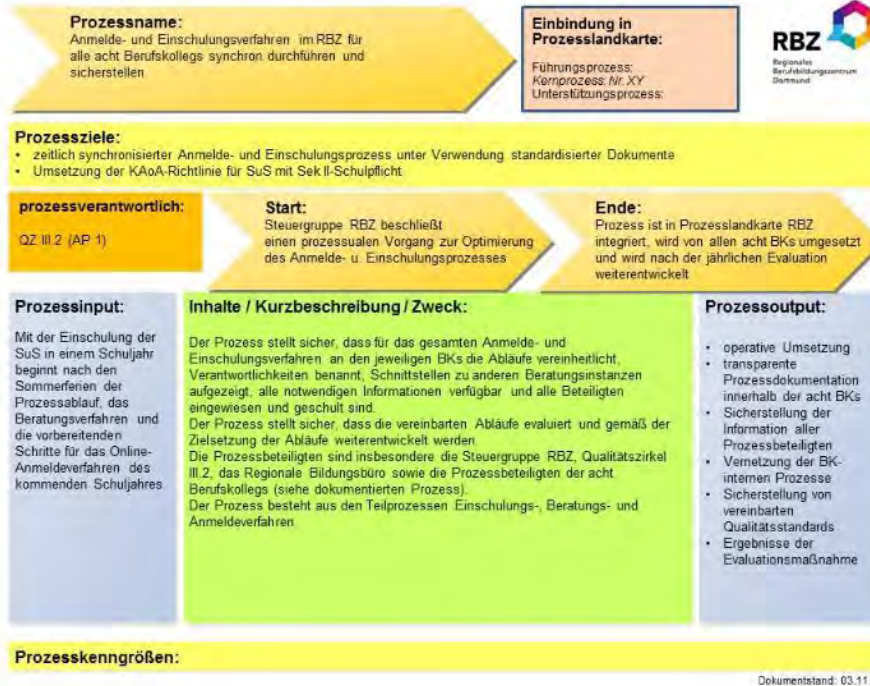 Prozessname:
Anmelde- und Einschulungsverfahren im RBZ für
alle acht Berufskollegs synchron durchführen und
sicherstellen
Einbindung in
Prozesslandkarte:
Führungsprozess:
Kernprozess: Nr. XY
Unterstützungsprozess:
RBZ
Regionales
Berufsbildungszentrum
Dortmund
Prozessziele:
• zeitlich synchronisierter Anmelde- und Einschulungsprozess unter Verwendung standardisierter Dokumente
• Umsetzung der KAoA-Richtlinie für SuS mit Sek II-Schulpflicht
prozessverantwortlich:
QZ III.2 (AP 1)
Start:
Steuergruppe RBZ beschließt
einen prozessualen Vorgang zur Optimierung
des Anmelde- u. Einschulungsprozesses
Ende:
Prozess ist in Prozesslandkarte RBZ
integriert, wird von allen acht BKs umgesetzt
und wird nach der jährlichen Evaluation
weiterentwickelt
Prozessinput:
Mit der Einschulung der
SuS in einem Schuljahr
beginnt nach den
Sommerferien der
Prozessablauf, das
Beratungsverfahren und
die vorbereitenden
Schritte für das Online-
Anmeldeverfahren des
kommenden Schuljahres
Inhalte / Kurzbeschreibung / Zweck:
Der Prozess stellt sicher, dass für das gesamten Anmelde- und
Einschulungsverfahren an den jeweiligen BKs die Abläufe vereinheitlicht,
Verantwortlichkeiten benannt, Schnittstellen zu anderen Beratungsinstanzen
aufgezeigt, alle notwendigen Informationen verfügbar und alle Beteiligten
eingewiesen und geschult sind.
Der Prozess stellt sicher, dass die vereinbarten Abläufe evaluiert und gemäß der
Zielsetzung der Abläufe weiterentwickelt werden.
Die Prozessbeteiligten sind insbesondere die Steuergruppe RBZ, Qualitätszirkel
III.2, das Regionale Bildungsbüro sowie die Prozessbeteiligten der acht
Berufskollegs (siehe dokumentierten Prozess).
Der Prozess besteht aus den Teilprozessen Einschulungs-, Beratungs- und
Anmeldeverfahren
Prozessoutput:
• operative Umsetzung
• transparente
Prozessdokumentation
innerhalb der acht BKs
• Sicherstellung der
Information aller
Prozessbeteiligten
• Vernetzung der BK-
internen Prozesse
• Sicherstellung von
vereinbarten
Qualitätsstandards
• Ergebnisse der
Evaluationsmaßnahme
Prozesskenngrößen:
Dokumentstand: 03.11